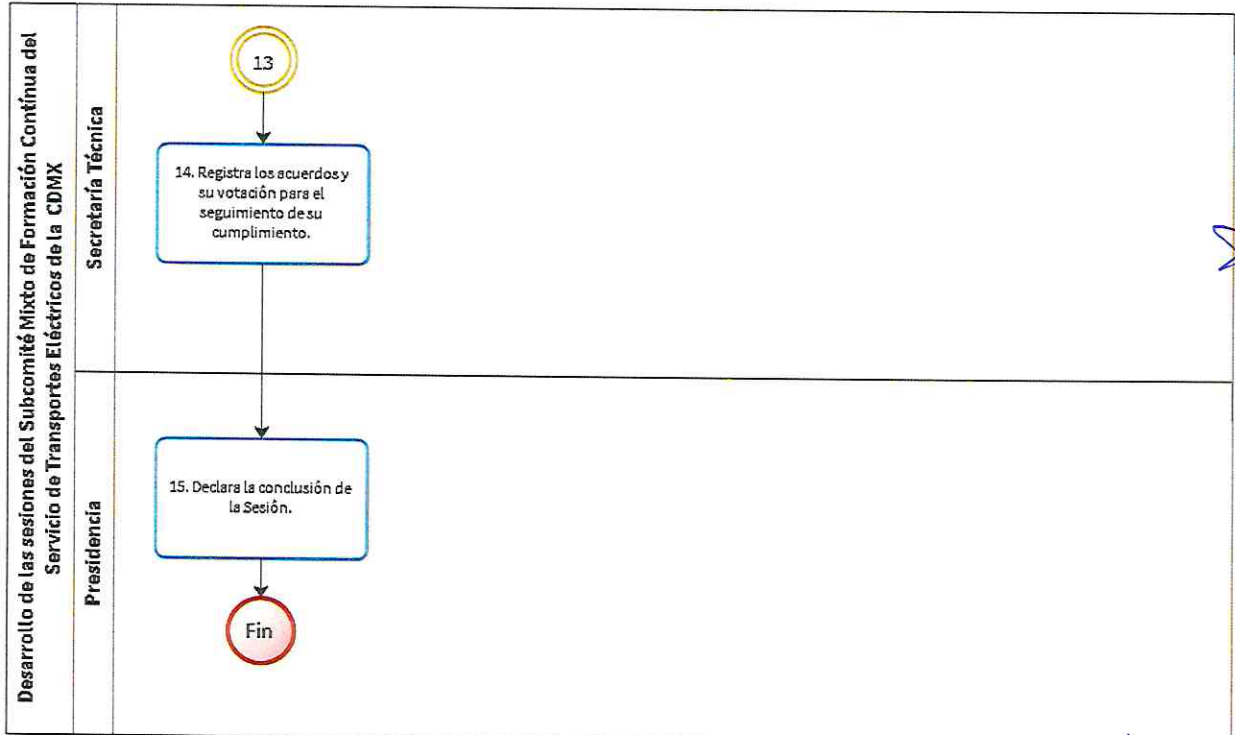 Desarrollo de las sesiones del Subcomité Mixto de Formación Contínua del
Servicio de Transportes Eléctricos de la CDMX
Secretaría Técnica
13
14. Registra los acuerdos y
su votación para el
seguimiento de su
cumplimiento.
Presidencia
15. Declara la conclusión de
la Sesión.
Fin